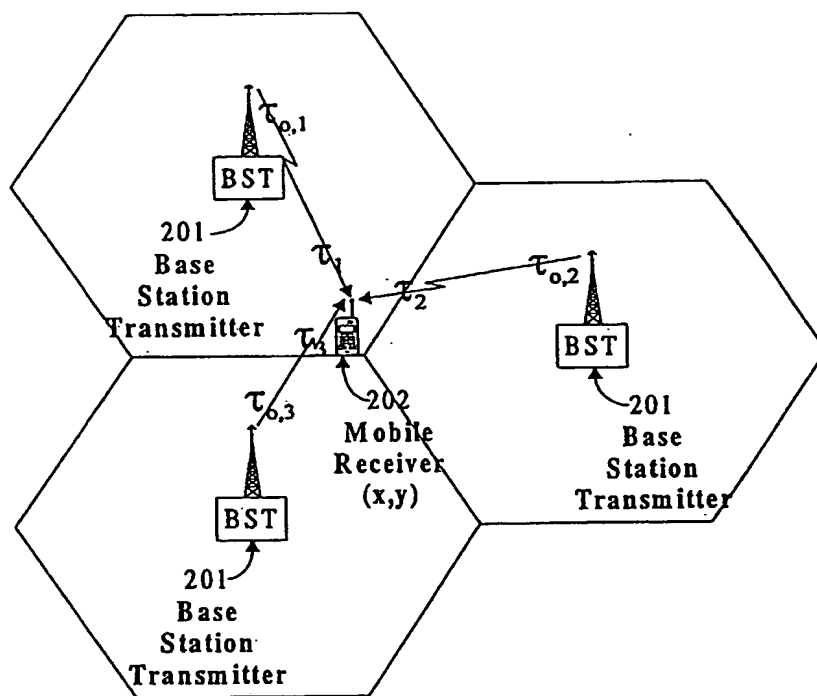 τo,1
BST
201
Base
Station
Transmitter
τ1
τ2
τo,2
BST
201
Base
Station
Transmitter
τ3
τo,3
202
Mobile
Receiver
(x,y)
BST
201
Base
Station
Transmitter